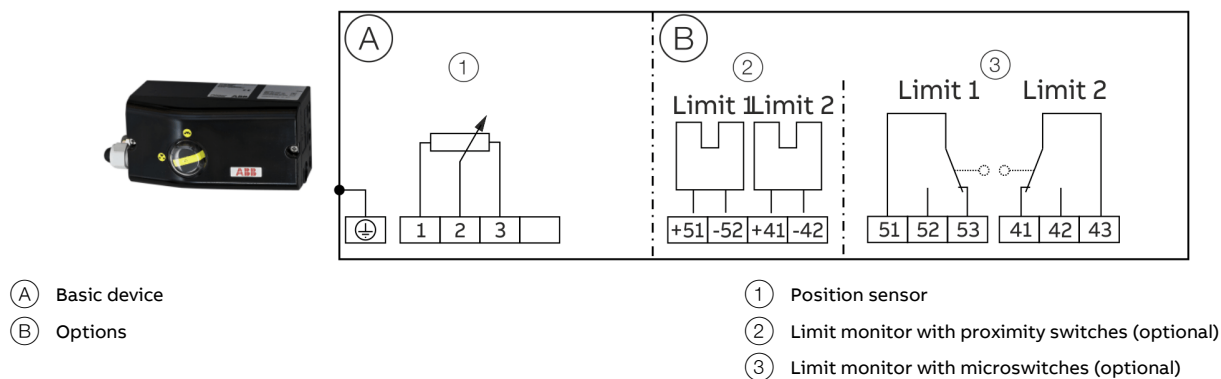 A B
1 2 3
Limit 1 Limit 2 Limit 1 Limit 2
ABB
1 2 3 +51 -52 +41 -42 51 52 53 41 42 43
A Basic device
B Options
1 Position sensor
2 Limit monitor with proximity switches (optional)
3 Limit monitor with microswitches (optional)